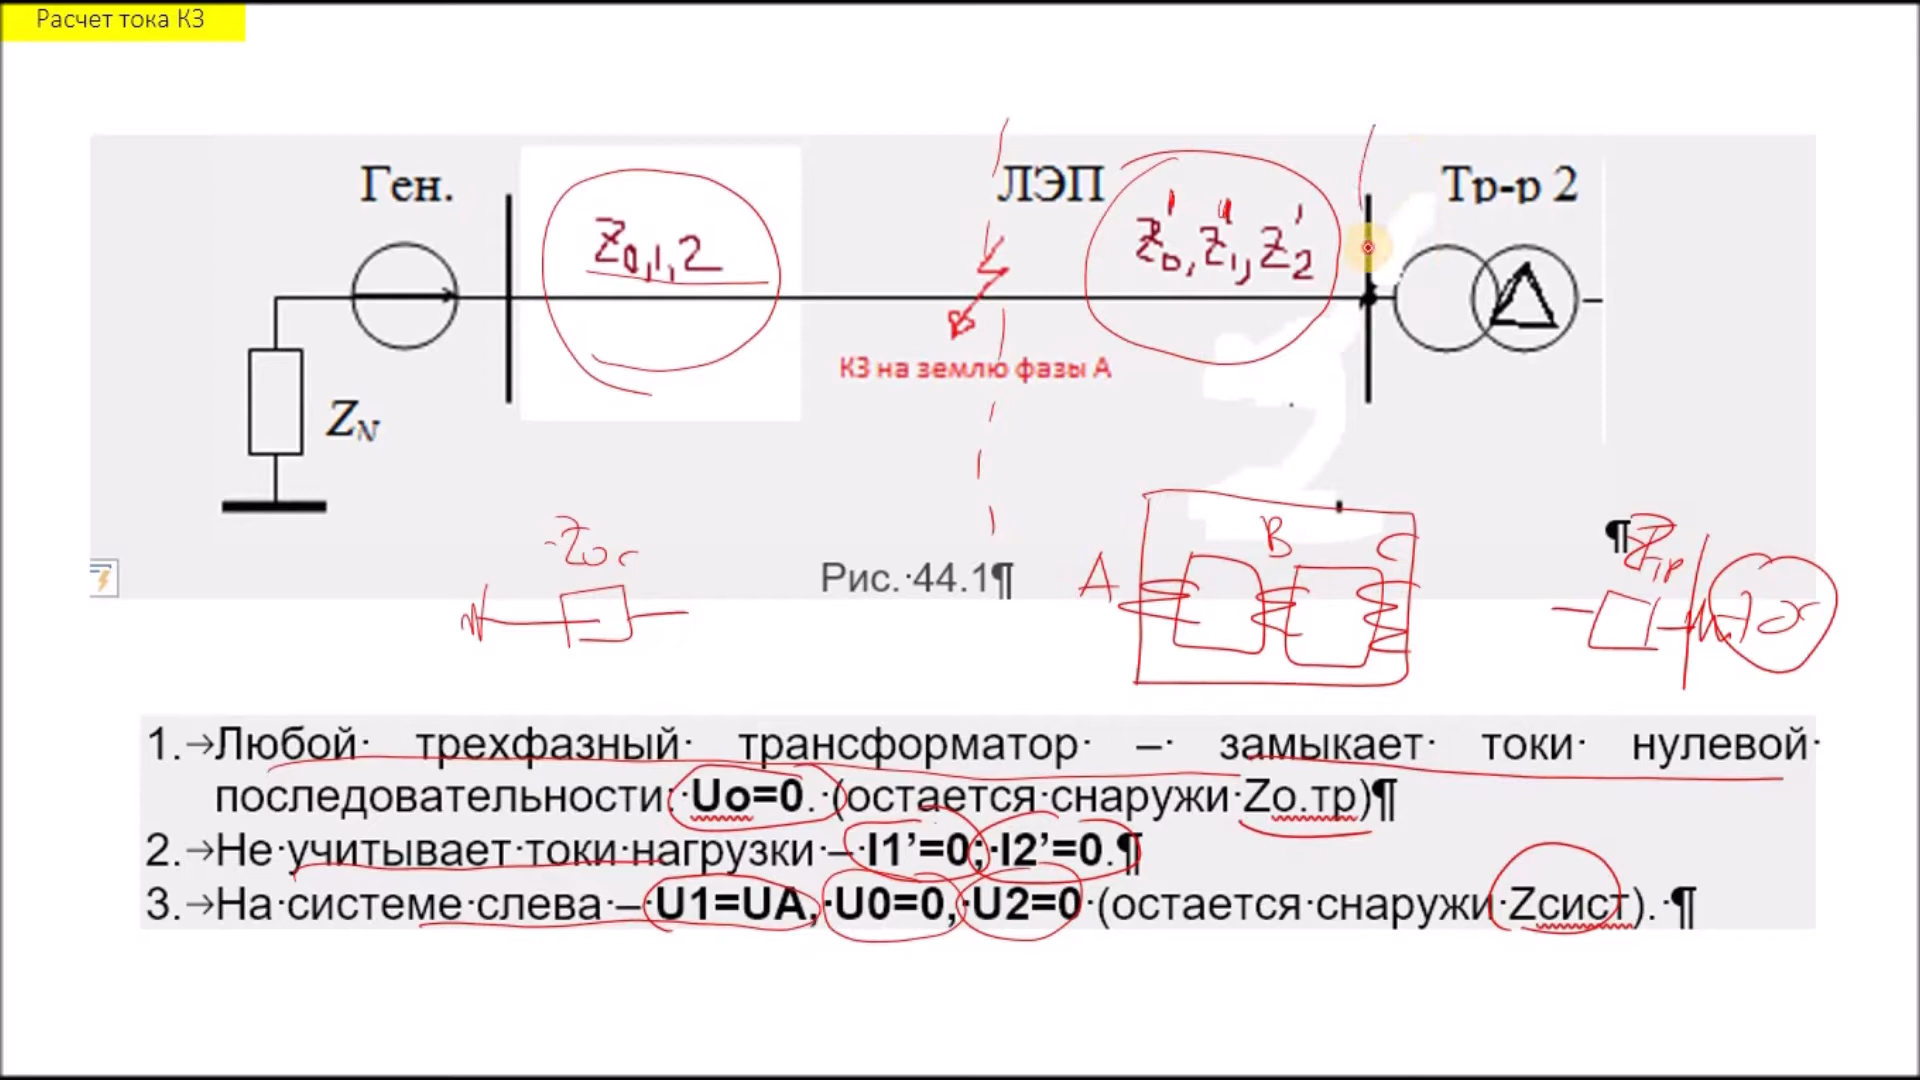 Расчет тока КЗ
Ген.
ЛЭП
Тр-р 2
Z0,1,2
Z'0, Z'1, Z'2
КЗ на землю фазы А
ZN
¶
Рис.·44.1¶
A
B
C
1.→Любой· трехфазный· трансформатор· –· замыкает· токи· нулевой·
последовательности·Uo=0.·(остается·снаружи·Zo.тр)¶
2.→Не·учитывает·токи·нагрузки·–·I1’=0;·I2’=0.¶
3.→На·системе·слева·–·U1=UA,·U0=0,·U2=0·(остается·снаружи·Zсист).·¶